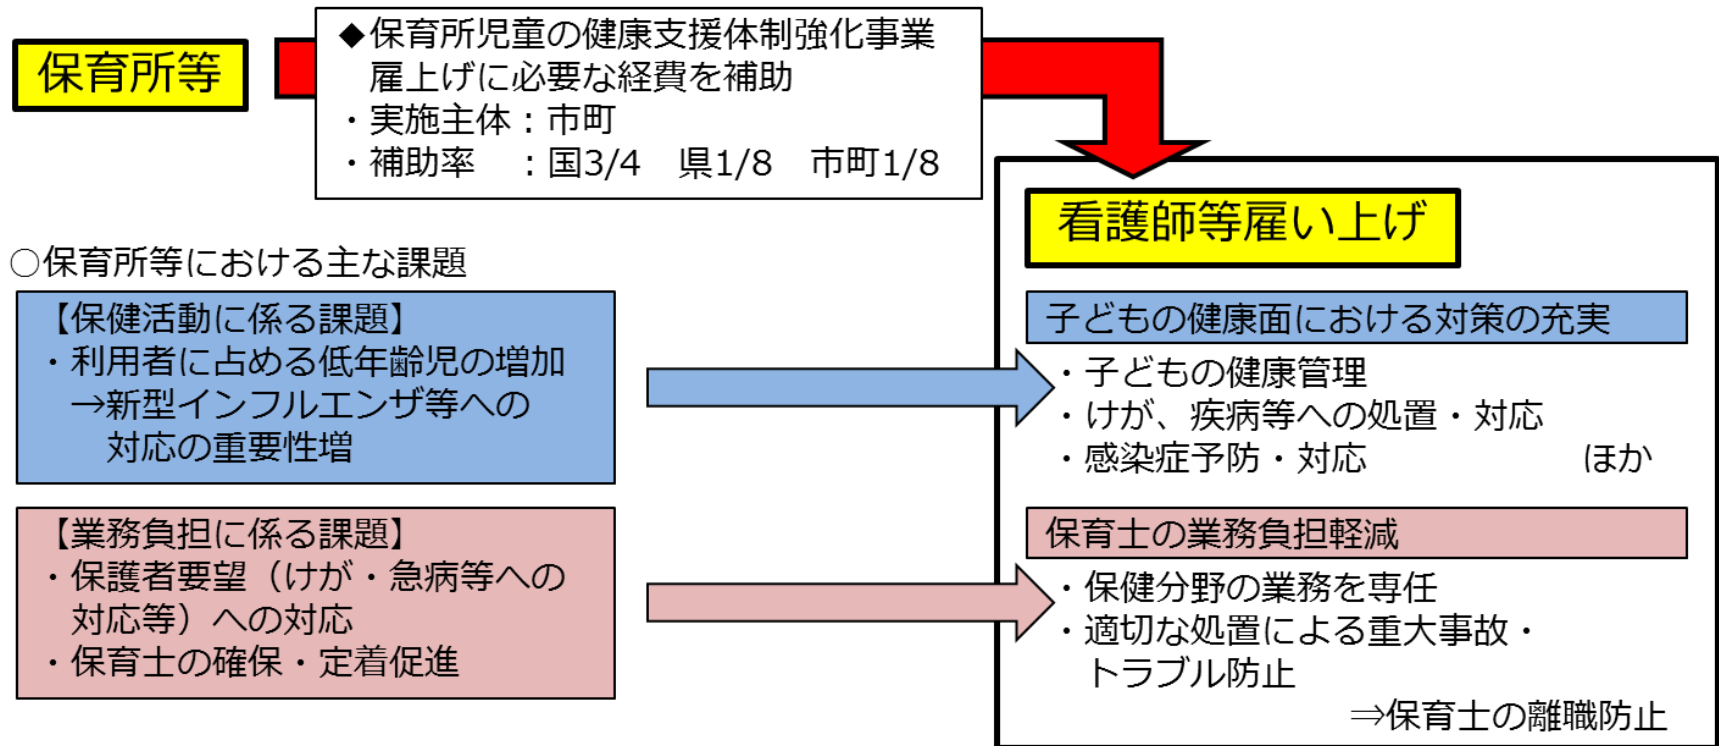 保育所等
◆保育所児童の健康支援体制強化事業
雇上げに必要な経費を補助
・実施主体：市町
・補助率　：国3/4　県1/8　市町1/8
看護師等雇い上げ
○保育所等における主な課題
【保健活動に係る課題】
・利用者に占める低年齢児の増加
→新型インフルエンザ等への
対応の重要性増
子どもの健康面における対策の充実
・子どもの健康管理
・けが、疾病等への処置・対応
・感染症予防・対応　　　　　　ほか
【業務負担に係る課題】
・保護者要望（けが・急病等への
対応等）への対応
・保育士の確保・定着促進
保育士の業務負担軽減
・保健分野の業務を専任
・適切な処置による重大事故・
トラブル防止
⇒保育士の離職防止